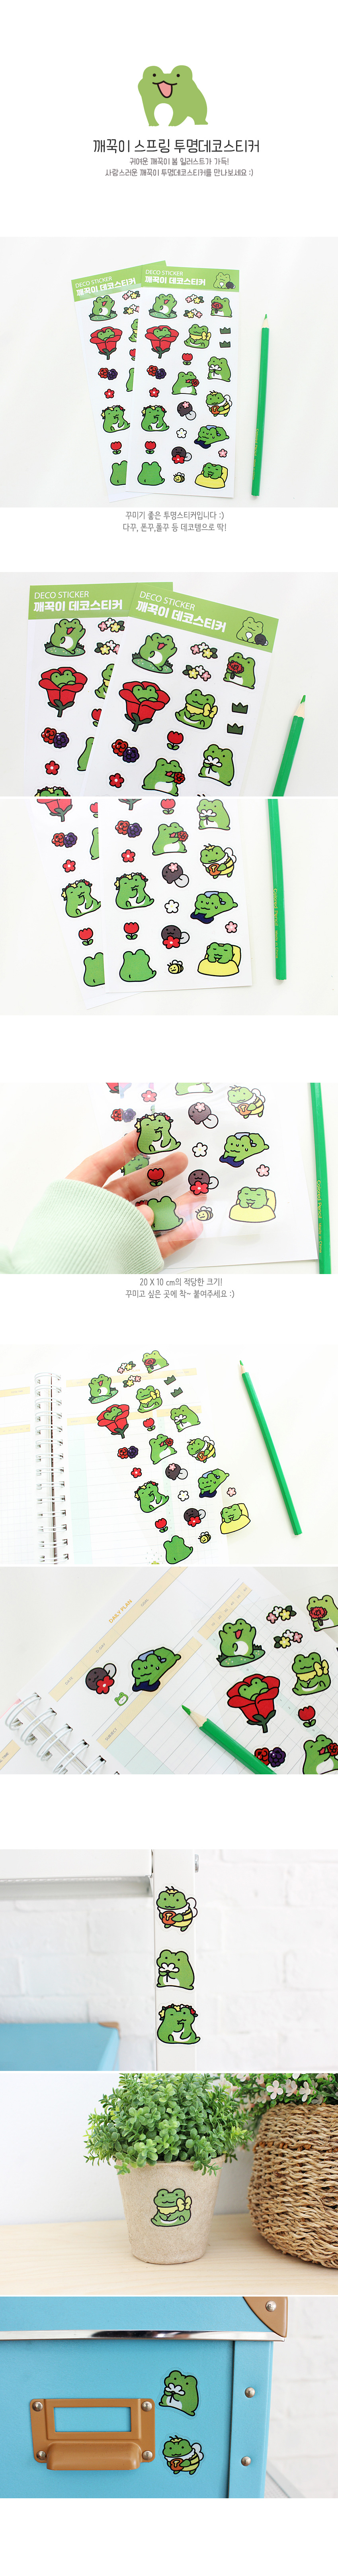 깨꾹이 스프링 투명데코스티커
귀여운 깨꾹이 봄 일러스트가 가득!
사랑스러운 깨꾹이 투명데코스티커를 만나보세요 :)
DECO STICKER
깨꾹이 데코스티커
DECO STICKER
깨꾹이 데코스티커
꾸미기 좋은 투명스티커입니다 :)
다꾸, 폰꾸,폴꾸 등 데코템으로 딱!
DECO STICKER
깨꾹이 데코스티커
DECO STICKER
깨꾹이 데코스티커
20 X 10 cm의 적당한 크기!
꾸미고 싶은 곳에 착~ 붙여주세요 :)
DAILY PLAN